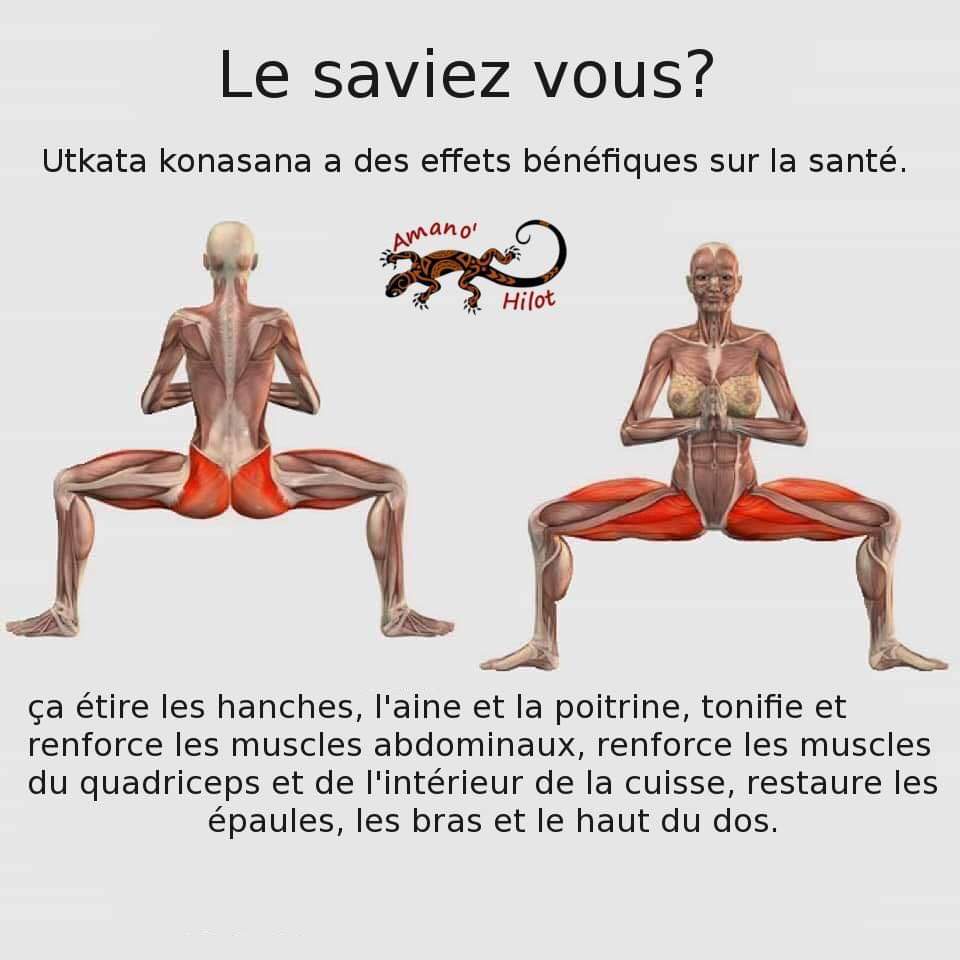 Le saviez vous?
Utkata konasana a des effets bénéfiques sur la santé.
Amano'
Hilot
ça étire les hanches, l'aine et la poitrine, tonifie et
renforce les muscles abdominaux, renforce les muscles
du quadriceps et de l'intérieur de la cuisse, restaure les
épaules, les bras et le haut du dos.